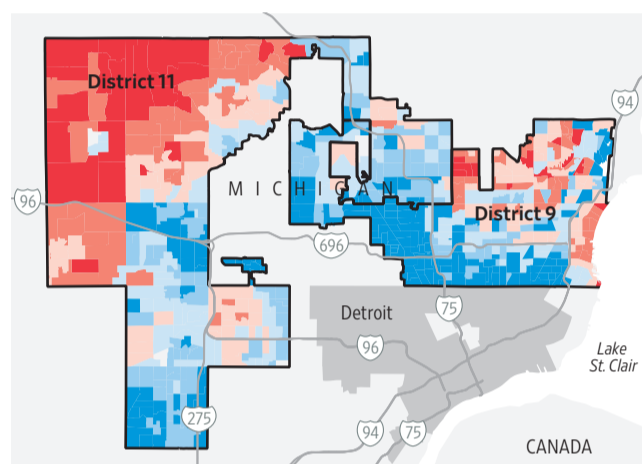 District 11
94
MICHIGAN
96
District 9
696
75
Detroit
96
Lake
St. Clair
275
94
75
CANADA